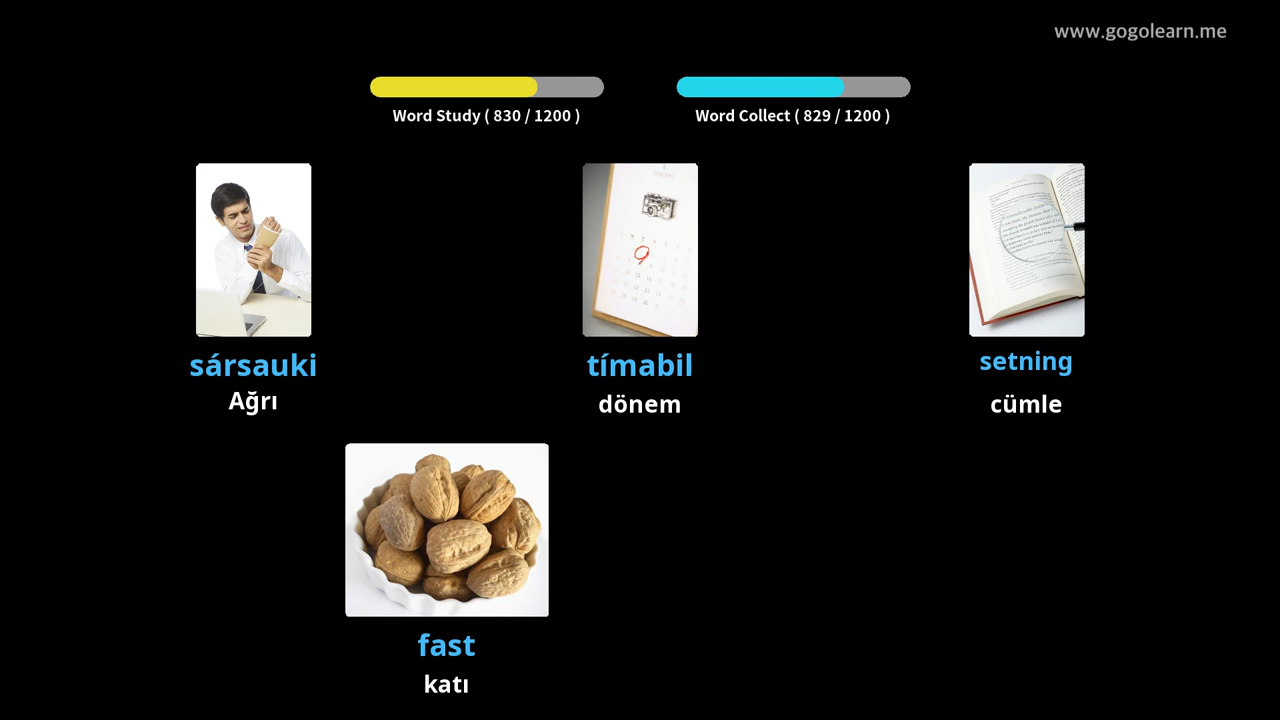 www.gogolearn.me
Word Study ( 830 / 1200 )
Word Collect ( 829 / 1200 )
sársauki
Ağrı
tímabil
dönem
setning
cümle
9
fast
katı